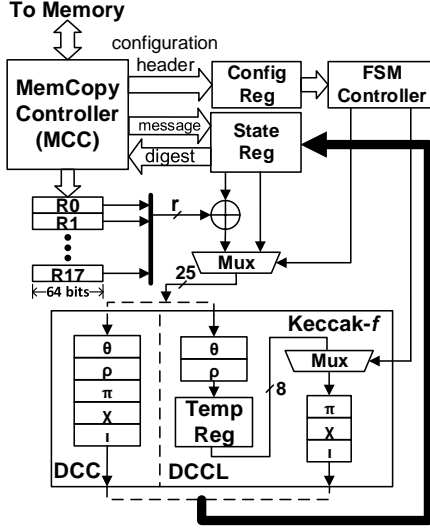 To Memory
configuration
header
MemCopy
Controller
(MCC)
Config
Reg
FSM
Controller
message
digest
State
Reg
R0
R1
R17
64 bits
r
Mux
25
Keccak-f
θ
ρ
π
χ
ι
DCC
θ
ρ
Temp
Reg
DCCL
8
Mux
π
χ
ι